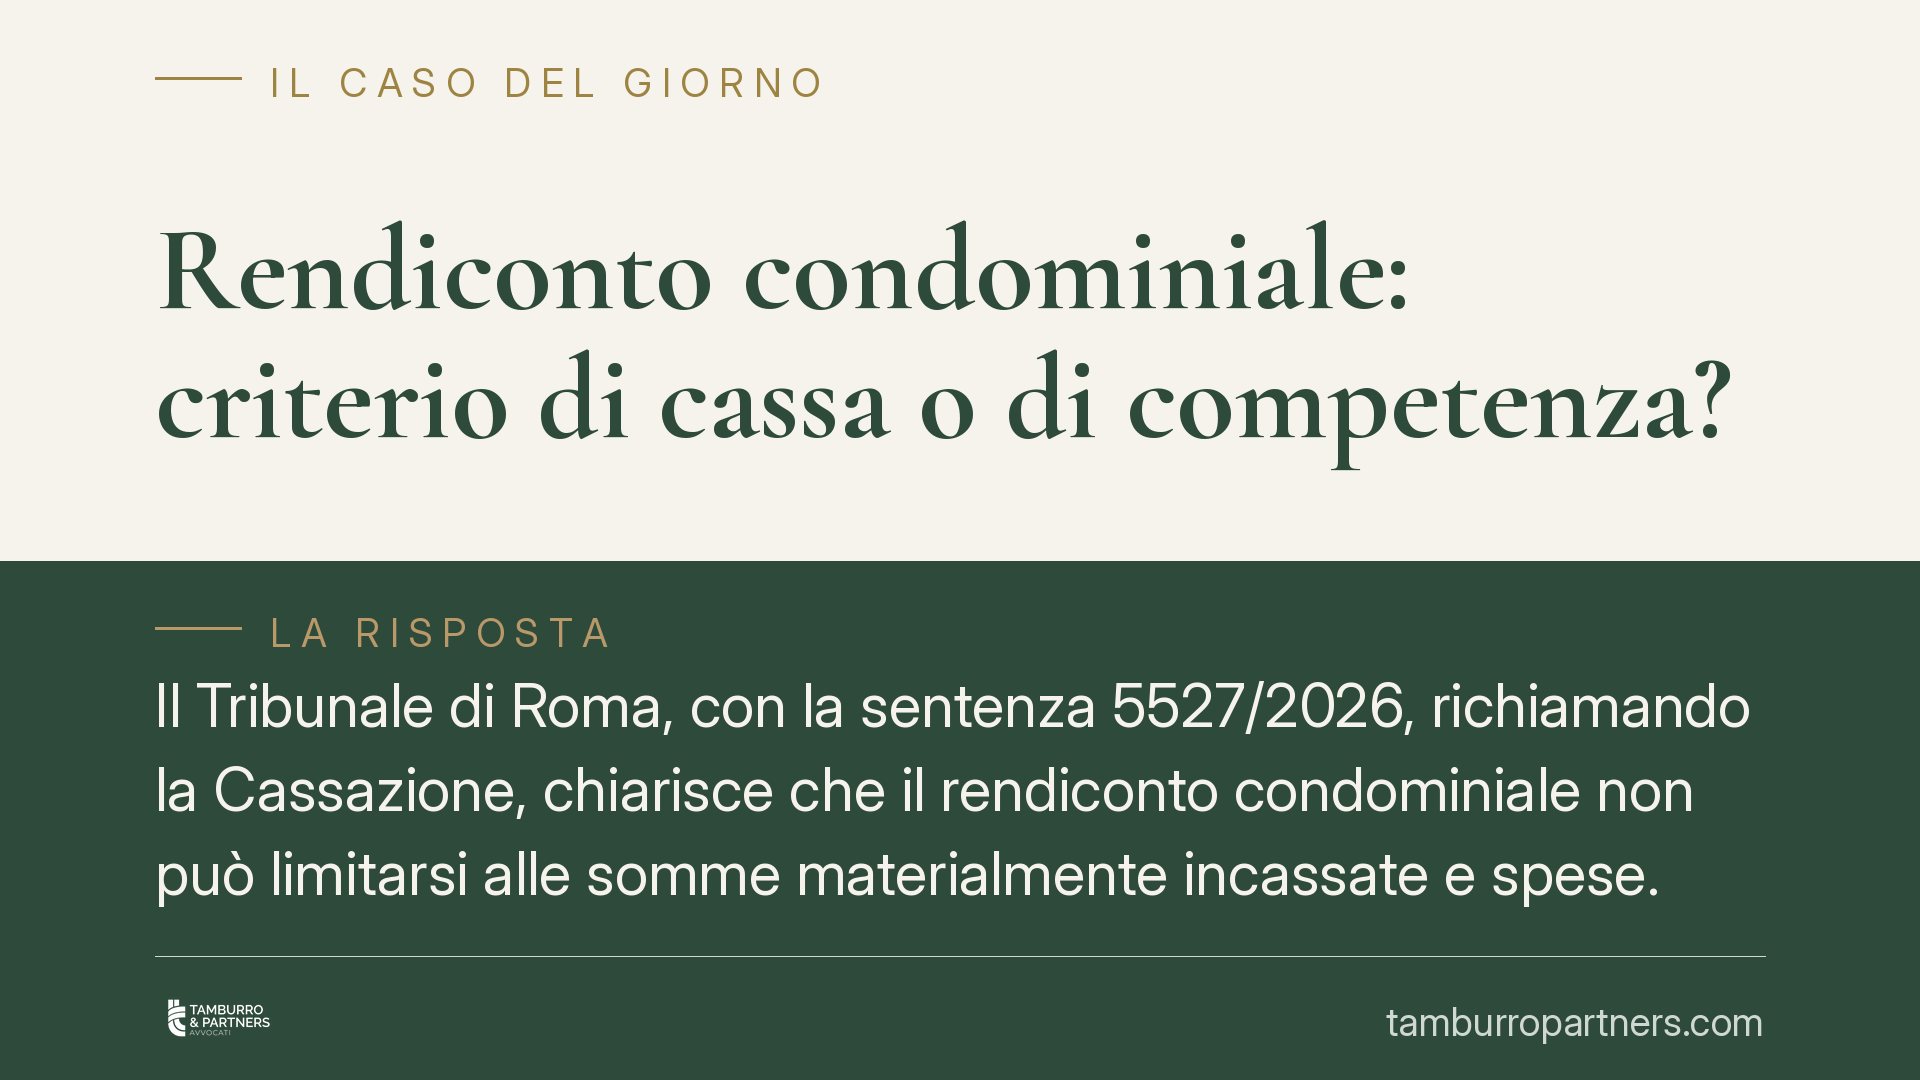 IL CASO DEL GIORNO
Rendiconto condominiale:
criterio di cassa o di competenza?
LA RISPOSTA
Il Tribunale di Roma, con la sentenza 5527/2026, richiamando
la Cassazione, chiarisce che il rendiconto condominiale non
può limitarsi alle somme materialmente incassate e spese.
TAMBURRO
& PARTNERS
AVVOCATI
tamburropartners.com